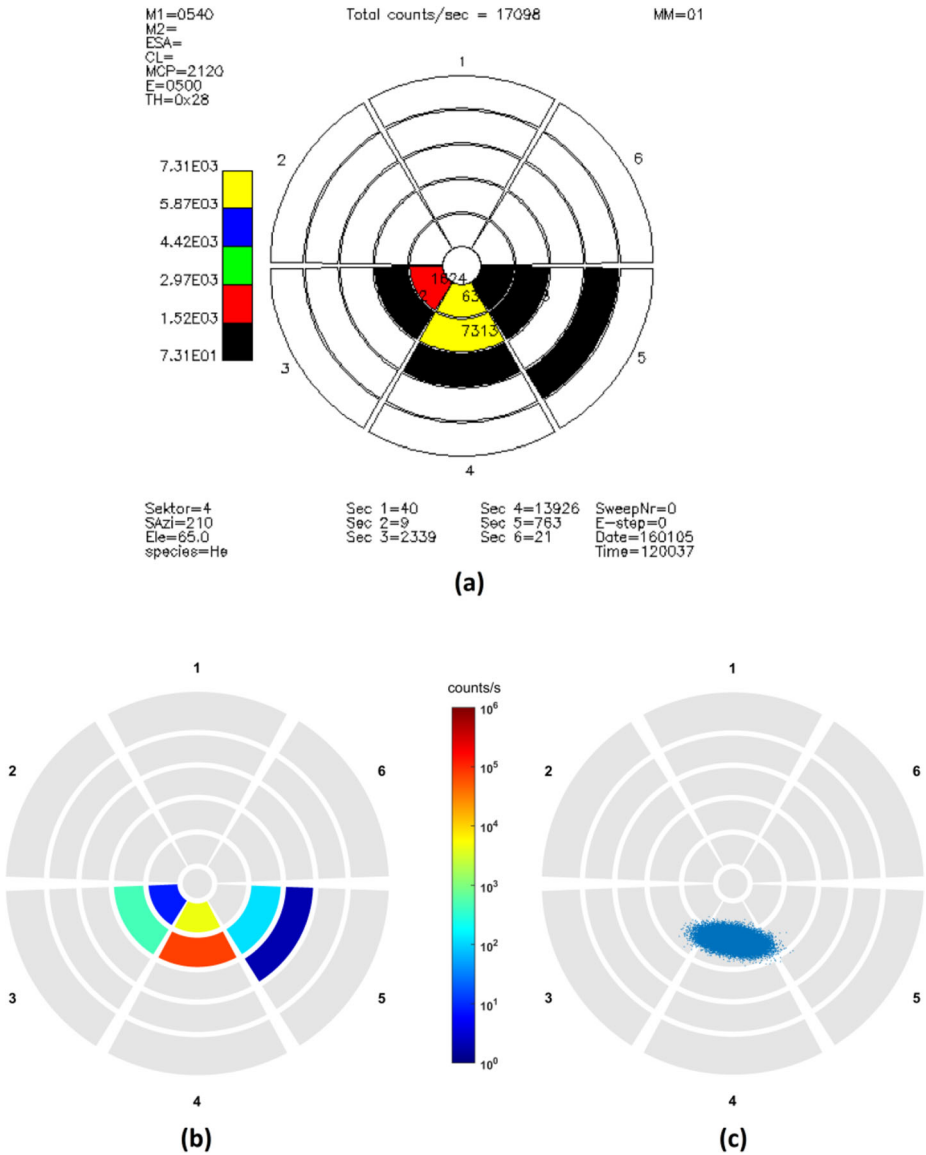 M1=0540
Total counts/sec = 17098
MM=01
M2=
ESA=
CL=
MCP=2120
E=0500
TH=0x28
1
2
6
7.31E03
5.87E03
4.42E03
2.97E03
1.52E03
7.31E01
7313
3
5
4
Sektor=4
SAzi=210
Ele=65.0
species=He
Sec 1=40
Sec 2=9
Sec 3=2339
Sec 4=13926
Sec 5=763
Sec 6=21
SweepNr=0
E-step=0
Date=160105
Time=120037
(a)
1
2
6
3
5
4
(b)
counts/s
10⁶
10⁵
10⁴
10³
10²
10¹
10⁰
1
2
6
3
5
4
(c)